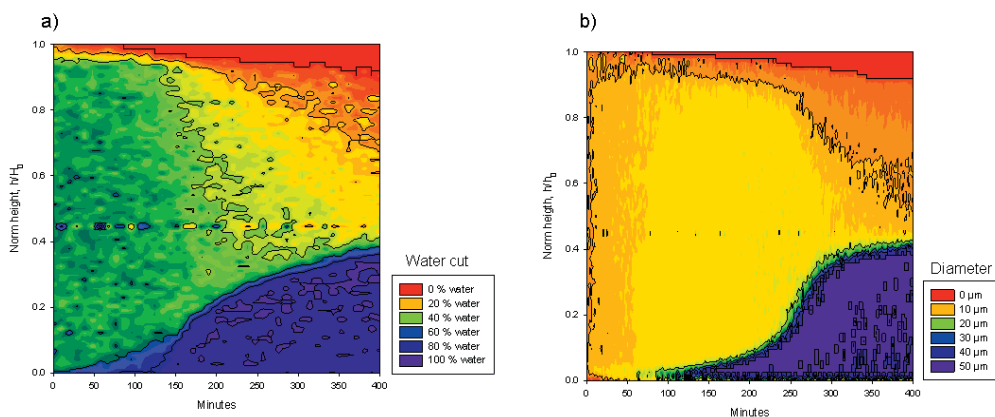 a)
1.0
0.8
0.6
0.4
0.2
0.0
Norm height, h/H₀
0 50 100 150 200 250 300 350 400
Minutes
Water cut
0 % water
20 % water
40 % water
60 % water
80 % water
100 % water
b)
1.0
0.8
0.6
0.4
0.2
0.0
Norm heigth, h/h₀
0 50 100 150 200 250 300 350 400
Minutes
Diameter
0 µm
10 µm
20 µm
30 µm
40 µm
50 µm